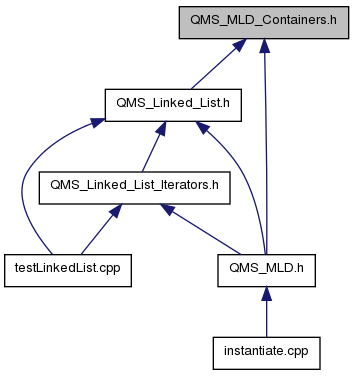 QMS_MLD_Containers.h
QMS_Linked_List.h
QMS_Linked_List_Iterators.h
testLinkedList.cpp
QMS_MLD.h
instantiate.cpp